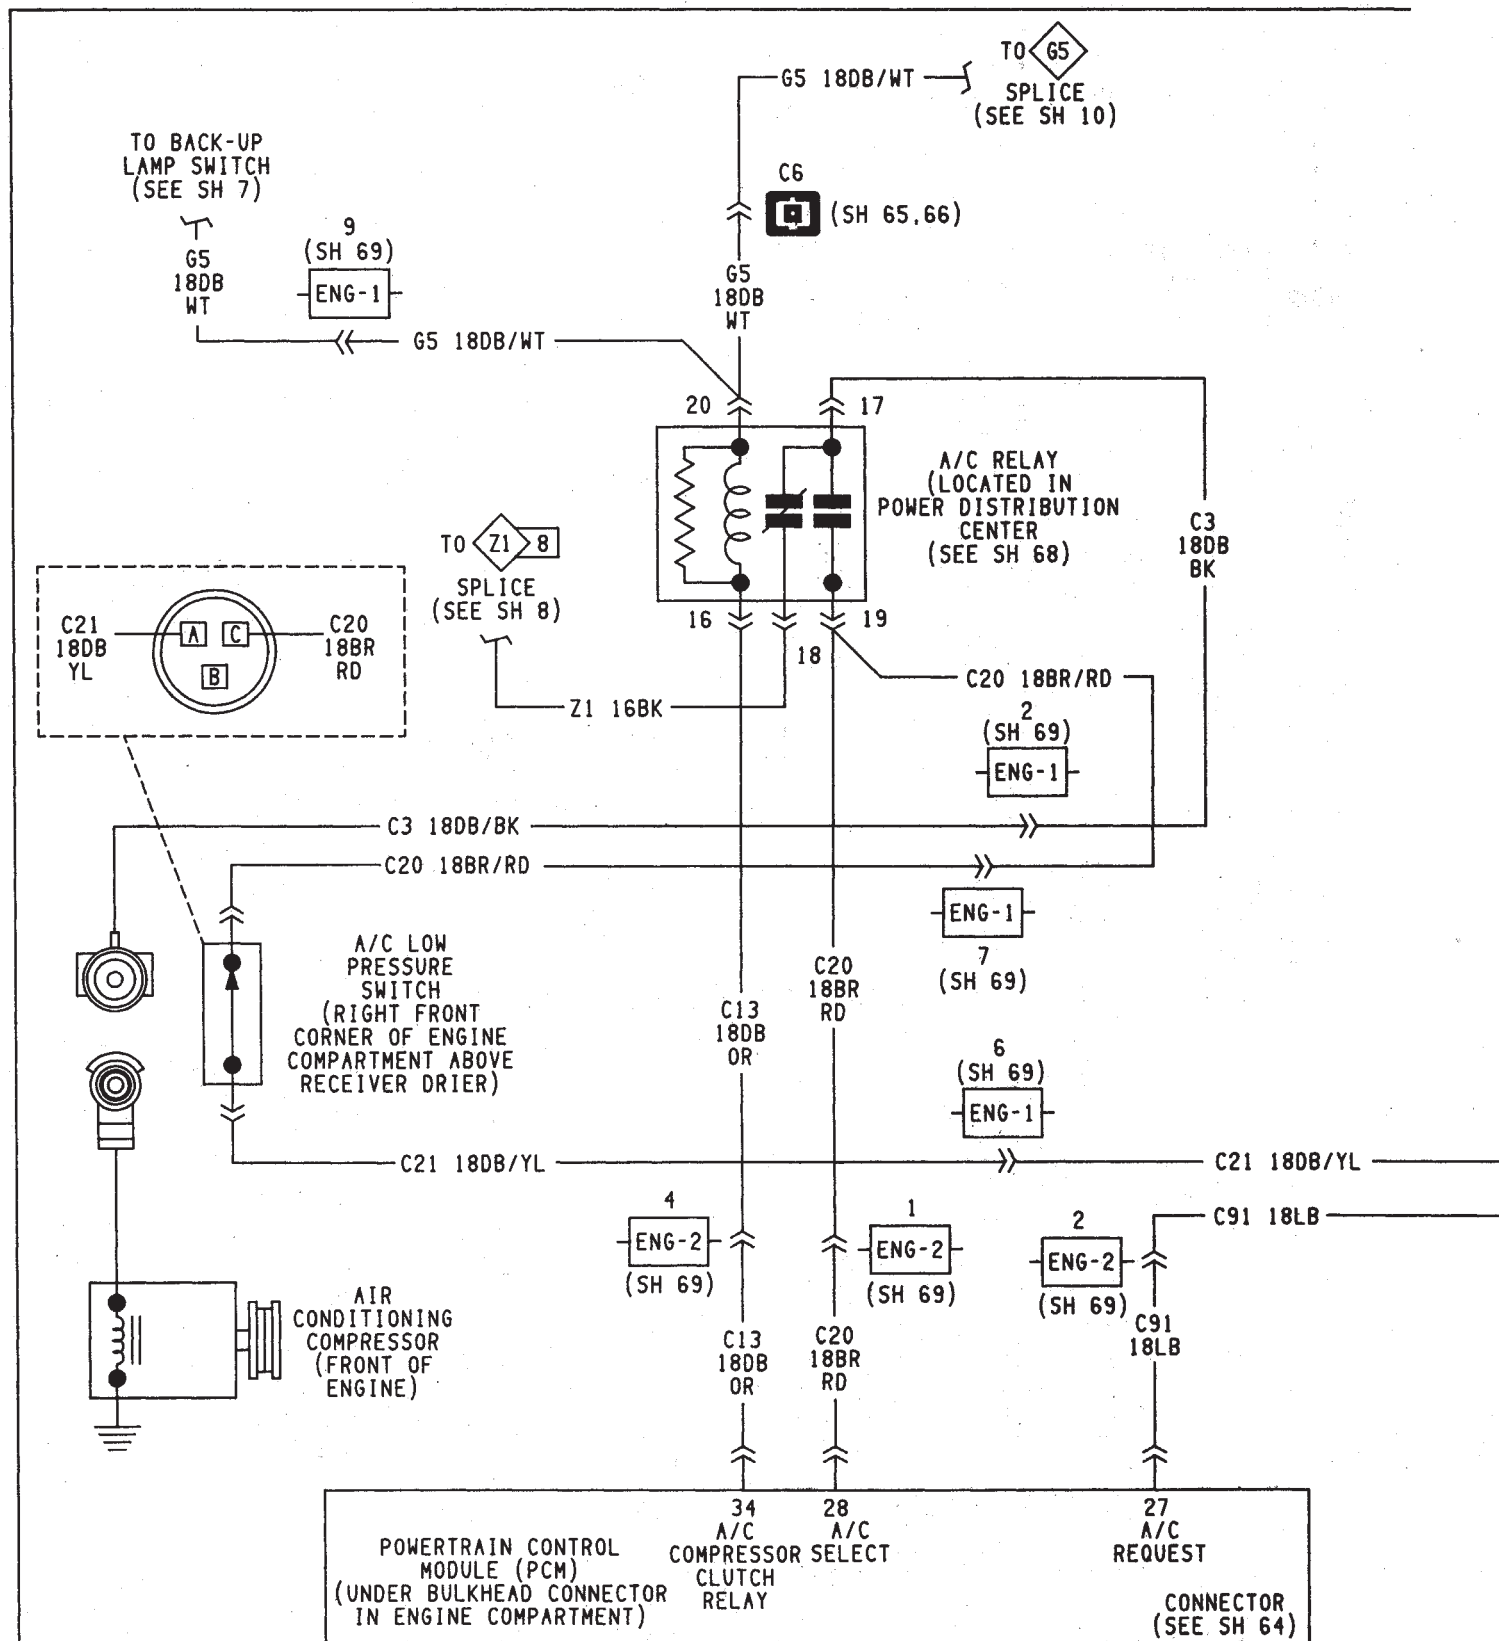 TO G5
G5 18DB/WT
SPLICE
(SEE SH 10)
TO BACK-UP
LAMP SWITCH
(SEE SH 7)
C6
(SH 65,66)
9
(SH 69)
ENG-1
G5
18DB
WT
G5
18DB
WT
G5 18DB/WT
20
17
A/C RELAY
(LOCATED IN
POWER DISTRIBUTION
CENTER
(SEE SH 68)
C3
18DB
BK
TO Z1 8
SPLICE
(SEE SH 8)
C21
18DB
YL
A
C
B
C20
18BR
RD
16
19
18
C20 18BR/RD
Z1 16BK
2
(SH 69)
ENG-1
C3 18DB/BK
C20 18BR/RD
ENG-1
7
(SH 69)
A/C LOW
PRESSURE
SWITCH
(RIGHT FRONT
CORNER OF ENGINE
COMPARTMENT ABOVE
RECEIVER DRIER)
C20
18BR
RD
C13
18DB
OR
6
(SH 69)
ENG-1
C21 18DB/YL
C21 18DB/YL
4
ENG-2
(SH 69)
1
ENG-2
(SH 69)
2
ENG-2
(SH 69)
C91 18LB
AIR
CONDITIONING
COMPRESSOR
(FRONT OF
ENGINE)
C13
18DB
OR
C20
18BR
RD
C91
18LB
34
A/C
COMPRESSOR
CLUTCH
RELAY
28
A/C
SELECT
27
A/C
REQUEST
POWERTRAIN CONTROL
MODULE (PCM)
(UNDER BULKHEAD CONNECTOR
IN ENGINE COMPARTMENT)
CONNECTOR
(SEE SH 64)